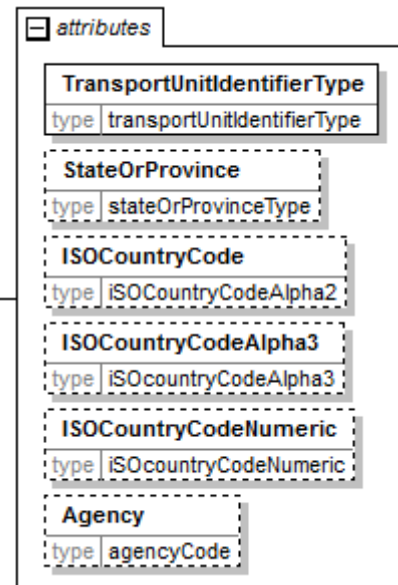 attributes
TransportUnitIdentifierType
type transportUnitIdentifierType
StateOrProvince
type stateOrProvinceType
ISOCountryCode
type iSOCountryCodeAlpha2
ISOCountryCodeAlpha3
type iSOcountryCodeAlpha3
ISOCountryCodeNumeric
type iSOcountryCodeNumeric
Agency
type agencyCode